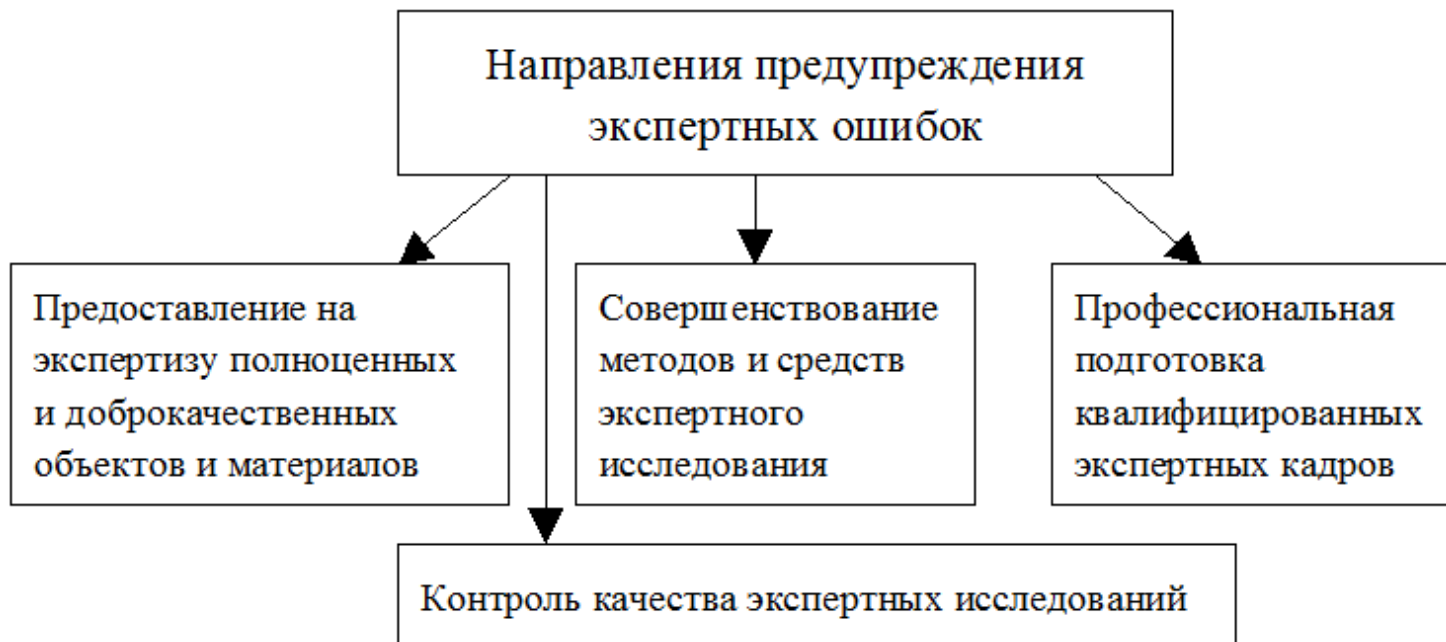 Направления предупреждения
экспертных ошибок
Предоставление на
экспертизу полноценных
и доброкачественных
объектов и материалов
Совершенствование
методов и средств
экспертного
исследования
Профессиональная
подготовка
квалифицированных
экспертных кадров
Контроль качества экспертных исследований